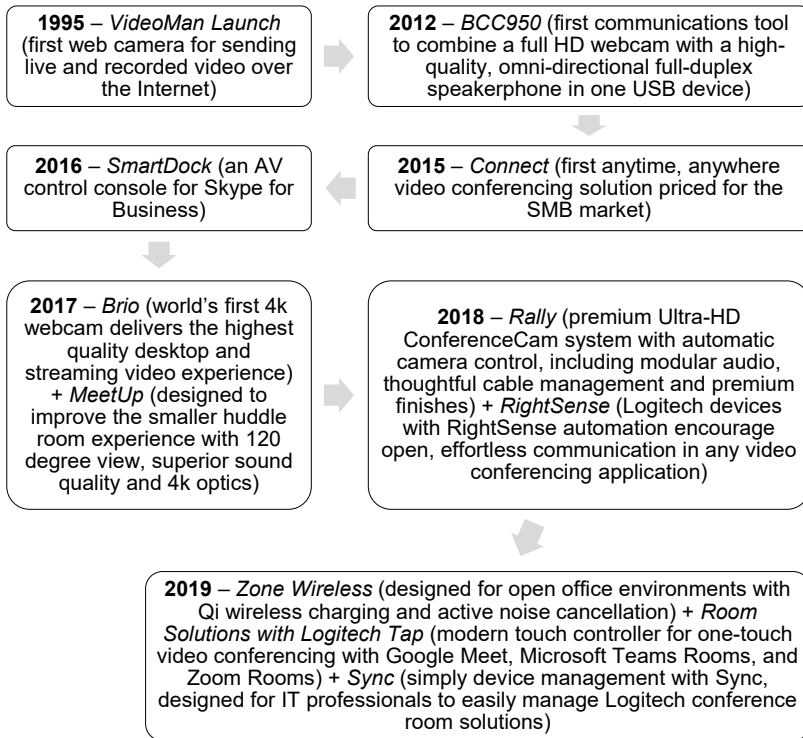 1995 – VideoMan Launch
(first web camera for sending
live and recorded video over
the Internet)
2012 – BCC950 (first communications tool
to combine a full HD webcam with a high-
quality, omni-directional full-duplex
speakerphone in one USB device)
2015 – Connect (first anytime, anywhere
video conferencing solution priced for the
SMB market)
2016 – SmartDock (an AV
control console for Skype for
Business)
2017 – Brio (world's first 4k
webcam delivers the highest
quality desktop and
streaming video experience)
+ MeetUp (designed to
improve the smaller huddle
room experience with 120
degree view, superior sound
quality and 4k optics)
2018 – Rally (premium Ultra-HD
ConferenceCam system with automatic
camera control, including modular audio,
thoughtful cable management and premium
finishes) + RightSense (Logitech devices
with RightSense automation encourage
open, effortless communication in any video
conferencing application)
2019 – Zone Wireless (designed for open office environments with
Qi wireless charging and active noise cancellation) + Room
Solutions with Logitech Tap (modern touch controller for one-touch
video conferencing with Google Meet, Microsoft Teams Rooms, and
Zoom Rooms) + Sync (simply device management with Sync,
designed for IT professionals to easily manage Logitech conference
room solutions)